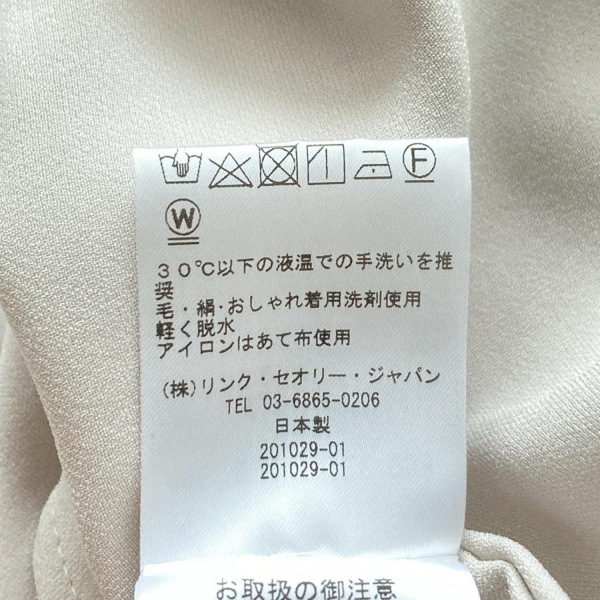 F
W
30℃以下の液温での手洗いを推
奨
毛・絹・おしゃれ着用洗剤使用
軽く脱水
アイロンはあて布使用
(株)リンク・セオリー・ジャパン
TEL 03-6865-0206
日本製
201029-01
201029-01
お取扱の御注意